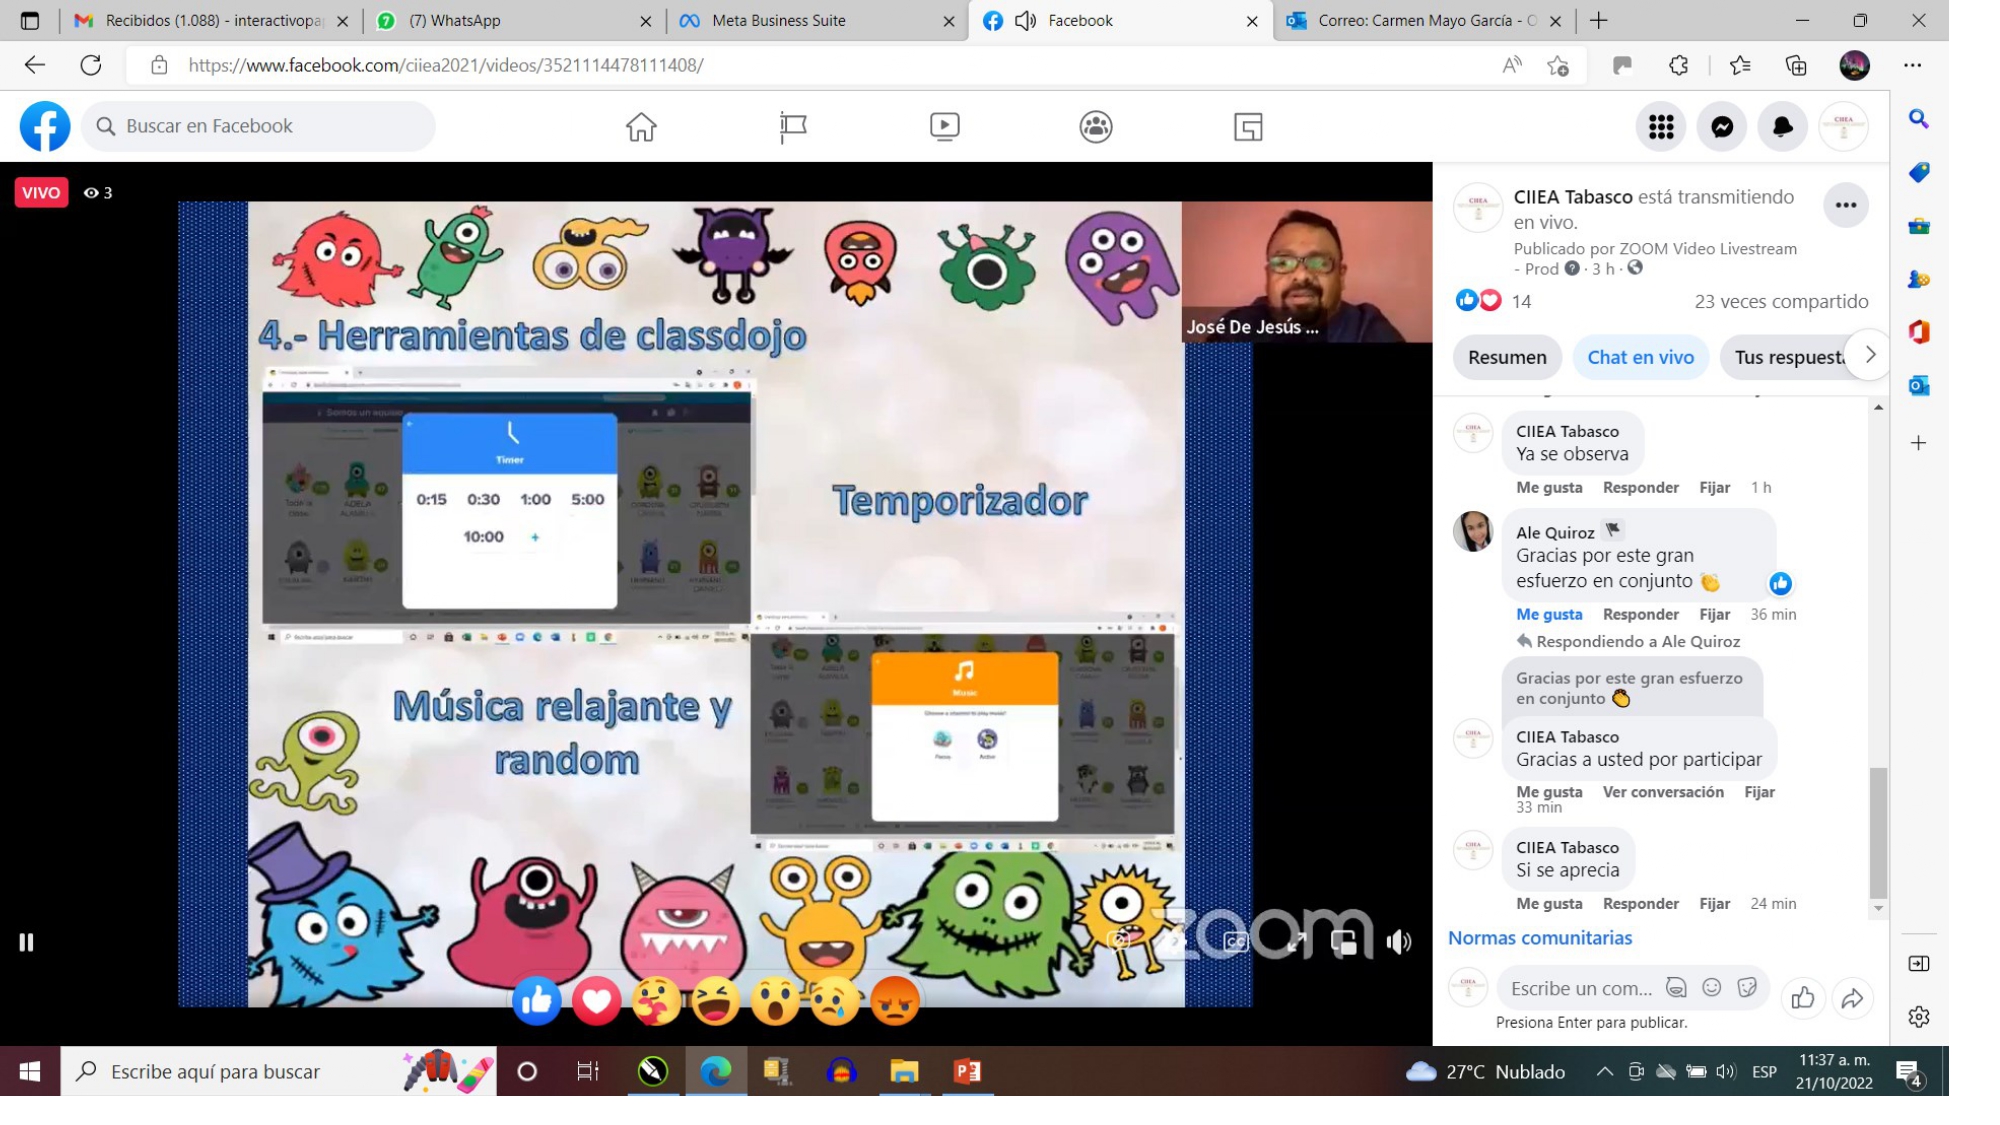 Recibidos (1.088) - interactivopap
(7) WhatsApp
Meta Business Suite
Facebook
Correo: Carmen Mayo García - O
https://www.facebook.com/ciiea2021/videos/3521114478111408/
Buscar en Facebook
VIVO
3
4.- Herramientas de classdojo
José De Jesús ...
Timer
0:15 0:30 1:00 5:00
10:00 +
Temporizador
Música relajante y
random
Music
zoom
CC
CIIEA Tabasco está transmitiendo
en vivo.
Publicado por ZOOM Video Livestream
- Prod · 3 h ·
14
23 veces compartido
Resumen
Chat en vivo
Tus respuest
CIIEA Tabasco
Ya se observa
Me gusta Responder Fijar 1 h
Ale Quiroz
Gracias por este gran
esfuerzo en conjunto 👏
Me gusta Responder Fijar 36 min
Respondiendo a Ale Quiroz
Gracias por este gran esfuerzo
en conjunto 👏
CIIEA Tabasco
Gracias a usted por participar
Me gusta Ver conversación Fijar
33 min
CIIEA Tabasco
Si se aprecia
Me gusta Responder Fijar 24 min
Normas comunitarias
Escribe un com...
Presiona Enter para publicar.
Escribe aquí para buscar
27°C Nublado
ESP
11:37 a. m.
21/10/2022
4